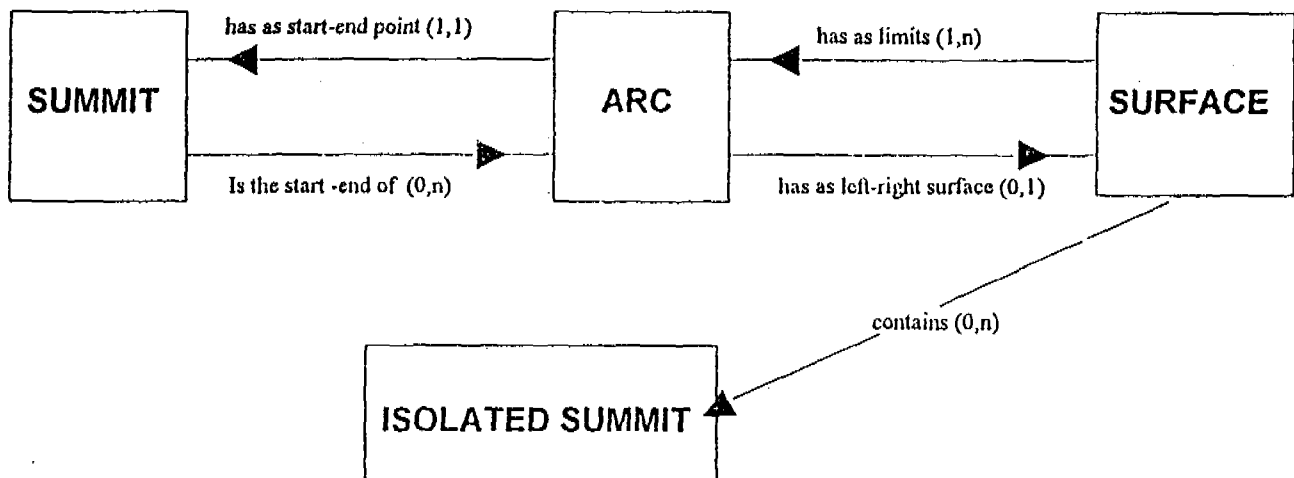 has as start-end point (1,1)
has as limits (1,n)
SUMMIT
ARC
SURFACE
Is the start -end of (0,n)
has as left-right surface (0,1)
contains (0,n)
ISOLATED SUMMIT